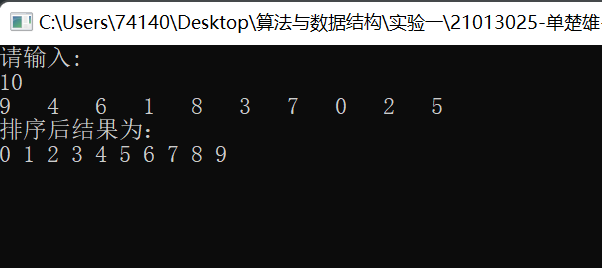 C:\Users\74140\Desktop\算法与数据结构\实验一\21013025-单楚雄
请输入:
10
9 4 6 1 8 3 7 0 2 5
排序后结果为:
0 1 2 3 4 5 6 7 8 9